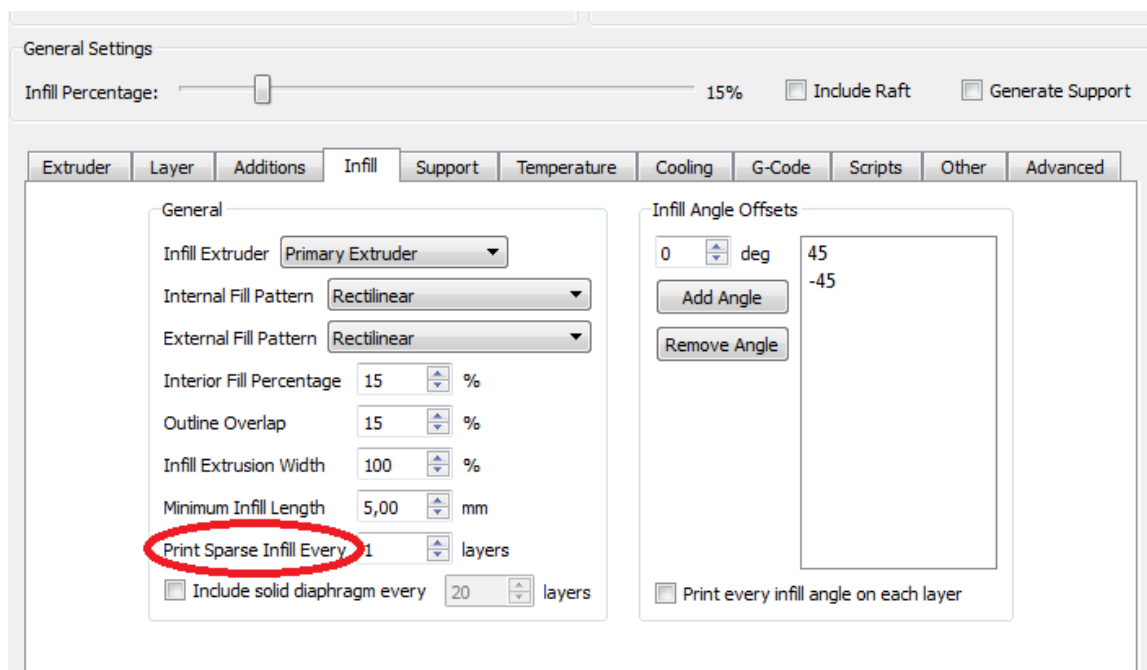 General Settings
Infill Percentage: 15% Include Raft Generate Support
Extruder Layer Additions Infill Support Temperature Cooling G-Code Scripts Other Advanced
General
Infill Extruder Primary Extruder
Internal Fill Pattern Rectilinear
External Fill Pattern Rectilinear
Interior Fill Percentage 15 %
Outline Overlap 15 %
Infill Extrusion Width 100 %
Minimum Infill Length 5,00 mm
Print Sparse Infill Every 1 layers
Include solid diaphragm every 20 layers
Infill Angle Offsets
0 deg
Add Angle
Remove Angle
45
-45
Print every infill angle on each layer